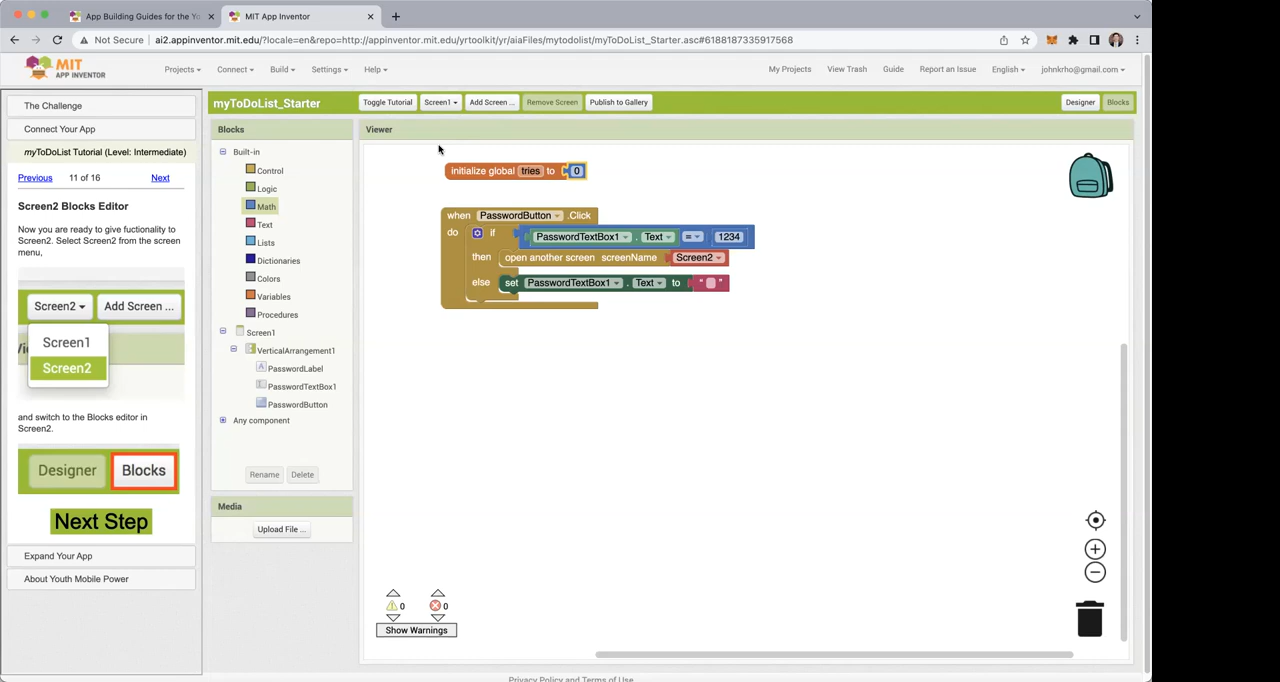 App Building Guides for the Yo
MIT App Inventor
Not Secure
ai2.appinventor.mit.edu/?locale=en&repo=http://appinventor.mit.edu/yrtoolkit/yr/aiaFiles/mytodolist/myToDoList_Starter.asc#6188187335917568
MIT
APP INVENTOR
Projects
Connect
Build
Settings
Help
My Projects
View Trash
Guide
Report an Issue
English
johnkrho@gmail.com
The Challenge
Connect Your App
myToDoList Tutorial (Level: Intermediate)
Previous 11 of 16 Next
Screen2 Blocks Editor
Now you are ready to give fuctionality to
Screen2. Select Screen2 from the screen
menu,
Screen2 Add Screen ...
Screen1
Screen2
and switch to the Blocks editor in
Screen2.
Designer Blocks
Next Step
Expand Your App
About Youth Mobile Power
myToDoList_Starter
Toggle Tutorial
Screen1
Add Screen ...
Remove Screen
Publish to Gallery
Designer
Blocks
Blocks
Built-in
Control
Logic
Math
Text
Lists
Dictionaries
Colors
Variables
Procedures
Screen1
VerticalArrangement1
A PasswordLabel
PasswordTextBox1
PasswordButton
Any component
Rename Delete
Media
Upload File ...
Viewer
initialize global tries to 0
when PasswordButton .Click
do if PasswordTextBox1 . Text = 1234
then open another screen screenName Screen2
else set PasswordTextBox1 . Text to " "
0 0
Show Warnings
Privacy Policy and Terms of Use